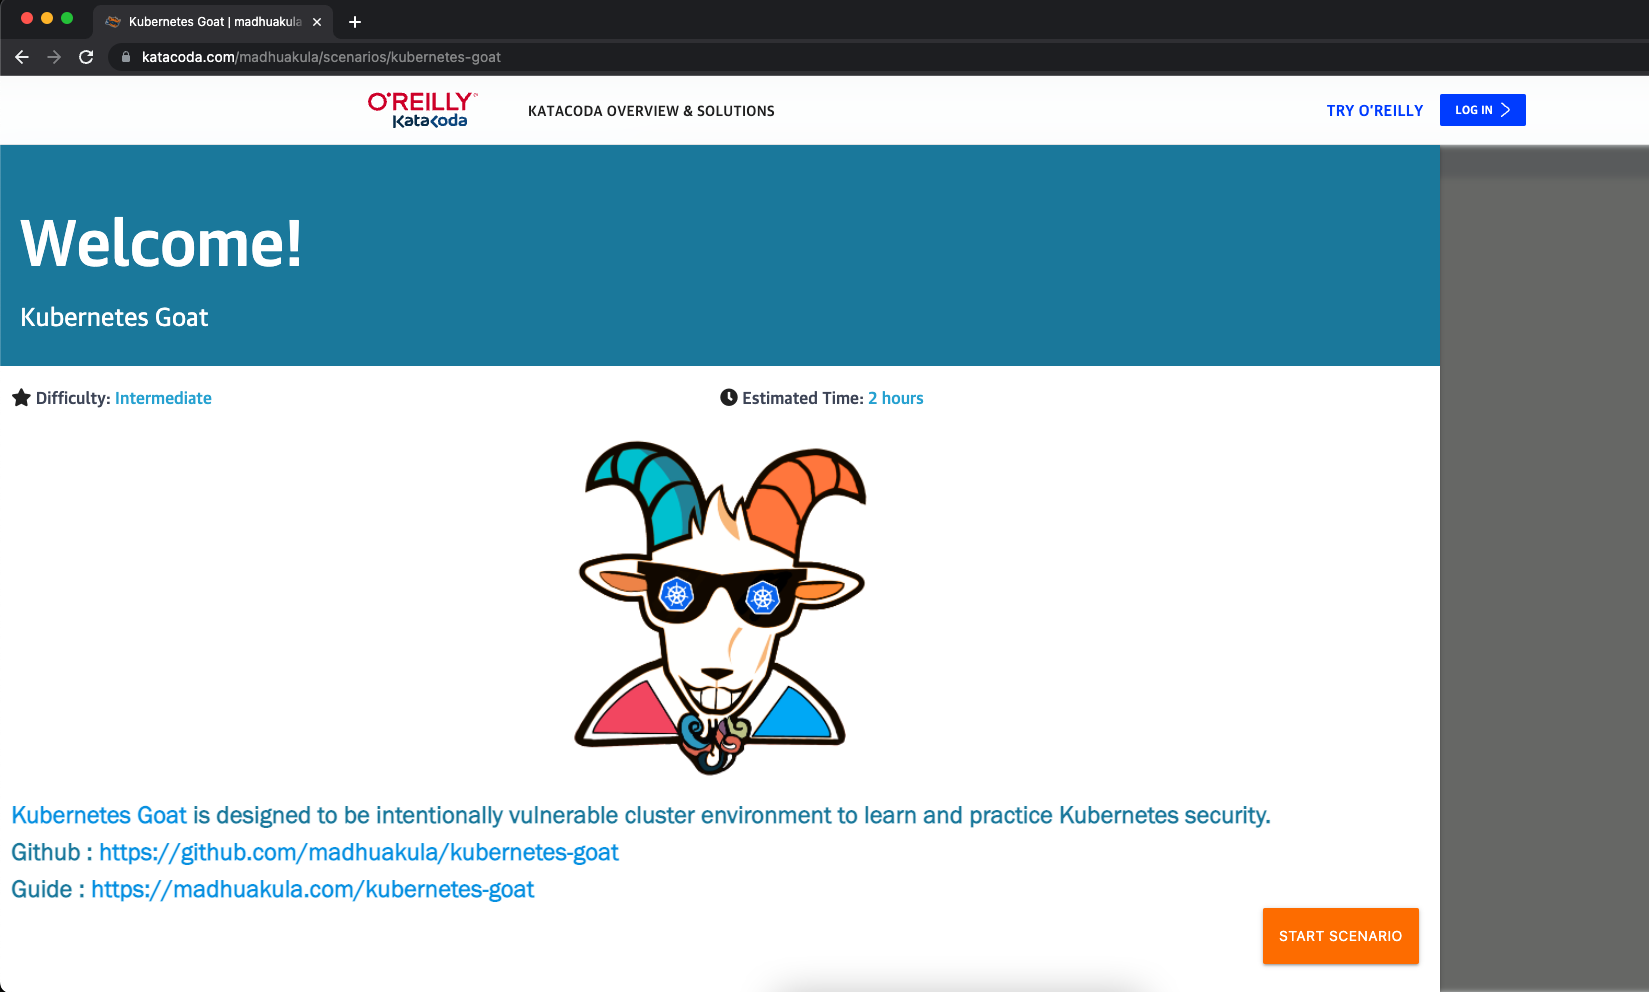 Kubernetes Goat | madhuakula
katacoda.com/madhuakula/scenarios/kubernetes-goat
O'REILLY
KataKoda
KATACODA OVERVIEW & SOLUTIONS
TRY O'REILLY
LOG IN
Welcome!
Kubernetes Goat
Difficulty: Intermediate
Estimated Time: 2 hours
Kubernetes Goat is designed to be intentionally vulnerable cluster environment to learn and practice Kubernetes security.
Github : https://github.com/madhuakula/kubernetes-goat
Guide : https://madhuakula.com/kubernetes-goat
START SCENARIO